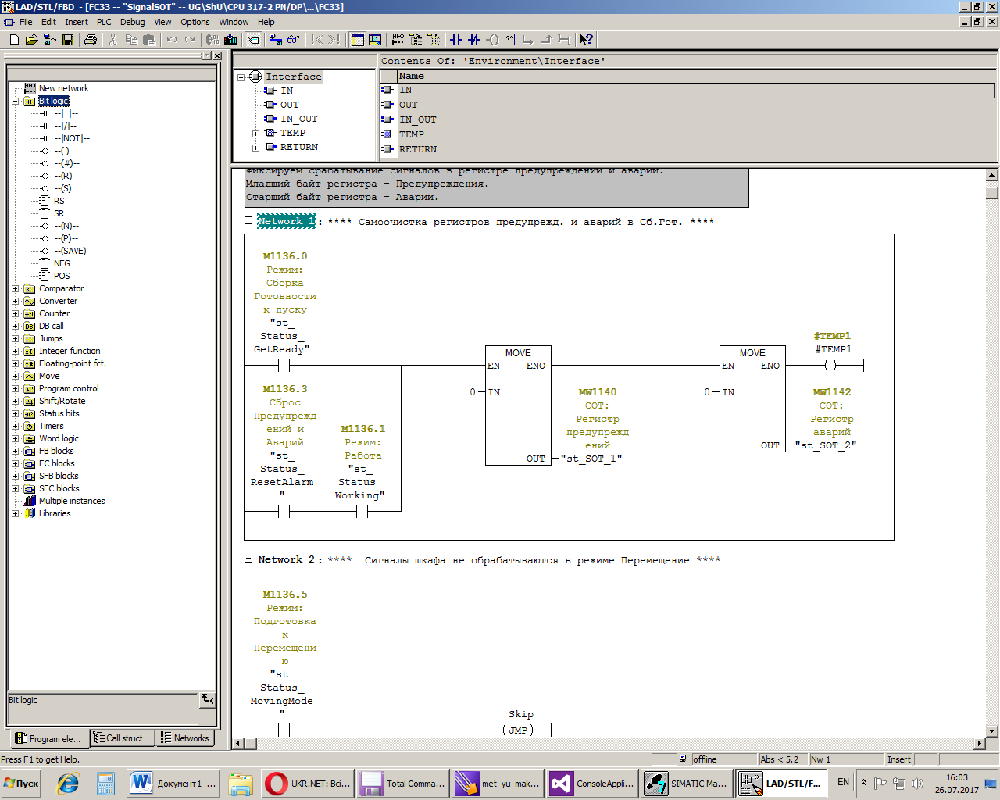 LAD/STL/FBD - [FC33 -- "SignalSOT" -- UG\ShU\CPU 317-2 PN/DP\...\FC33]
File Edit Insert PLC Debug View Options Window Help
New network
Bit logic
--| |--
--|/|--
--|NOT|--
--( )
--(#)--
--(R)
--(S)
RS
SR
--(N)--
--(P)--
--(SAVE)
NEG
POS
Comparator
Converter
Counter
DB call
Jumps
Integer function
Floating-point fct.
Move
Program control
Shift/Rotate
Status bits
Timers
Word logic
FB blocks
FC blocks
SFB blocks
SFC blocks
Multiple instances
Libraries
Bit logic
Program ele... Call struct... Networks
Interface
IN
OUT
IN_OUT
TEMP
RETURN
Contents Of: 'Environment\Interface'
Name
IN
OUT
IN_OUT
TEMP
RETURN
Фиксируем срабатывание сигналов в регистре предупреждений и аварий.
Младший байт регистра - Предупреждения.
Старший байт регистра - Аварии.
Network 1: **** Самоочистка регистров предупрежд. и аварий в Сб.Гот. ****
M1136.0
Режим:
Сборка
Готовности
к пуску
"st_
Status_
GetReady"
M1136.3
Сброс
Предупрежд
ений и
Аварий
"st_
Status_
ResetAlarm
"
M1136.1
Режим:
Работа
"st_
Status_
Working"
MOVE
EN ENO
0 IN
OUT
MW1140
СОТ:
Регистр
предупрежд
ений
"st_SOT_1"
MOVE
EN ENO
0 IN
OUT
#TEMP1
#TEMP1
MW1142
СОТ:
Регистр
аварий
"st_SOT_2"
Network 2: **** Сигналы шкафа не обрабатываются в режиме Перемещение ****
M1136.5
Режим:
Подготовка
к
Перемещени
ю
"st_
Status_
MovingMode
"
Skip
(JMP)
Press F1 to get Help.
offline Abs < 5.2 Nw 1 Insert
Пуск
Документ1 -...
UKR.NET: Всі...
Total Comma...
met_yu_mak...
ConsoleAppli...
SIMATIC Ma...
LAD/STL/F...
EN
16:03
26.07.2017